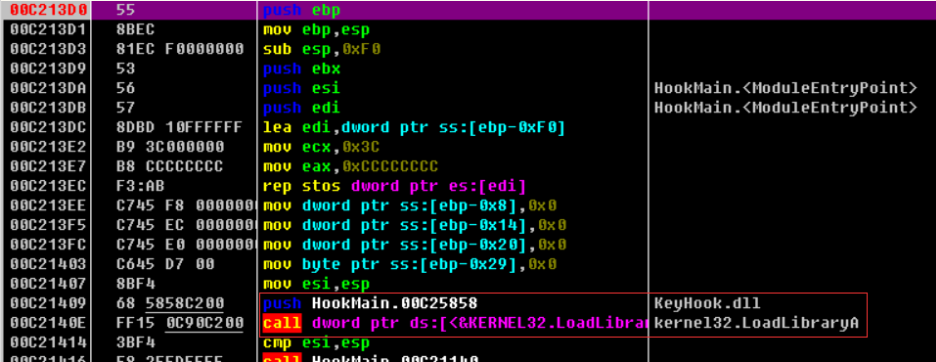 00C213D0 55 push ebp
00C213D1 8BEC mov ebp,esp
00C213D3 81EC F0000000 sub esp,0xF0
00C213D9 53 push ebx
00C213DA 56 push esi HookMain.<ModuleEntryPoint>
00C213DB 57 push edi HookMain.<ModuleEntryPoint>
00C213DC 8DBD 10FFFFFF lea edi,dword ptr ss:[ebp-0xF0]
00C213E2 B9 3C000000 mov ecx,0x3C
00C213E7 B8 CCCCCCCC mov eax,0xCCCCCCCC
00C213EC F3:AB rep stos dword ptr es:[edi]
00C213EE C745 F8 000000 mov dword ptr ss:[ebp-0x8],0x0
00C213F5 C745 EC 000000 mov dword ptr ss:[ebp-0x14],0x0
00C213FC C745 E0 000000 mov dword ptr ss:[ebp-0x20],0x0
00C21403 C645 D7 00 mov byte ptr ss:[ebp-0x29],0x0
00C21407 8BF4 mov esi,esp
00C21409 68 5858C200 push HookMain.00C25858 KeyHook.dll
00C2140E FF15 0C90C200 call dword ptr ds:[<&KERNEL32.LoadLibrar kernel32.LoadLibraryA
00C21414 3BF4 cmp esi,esp
00C21416 call HookMain.00C21140